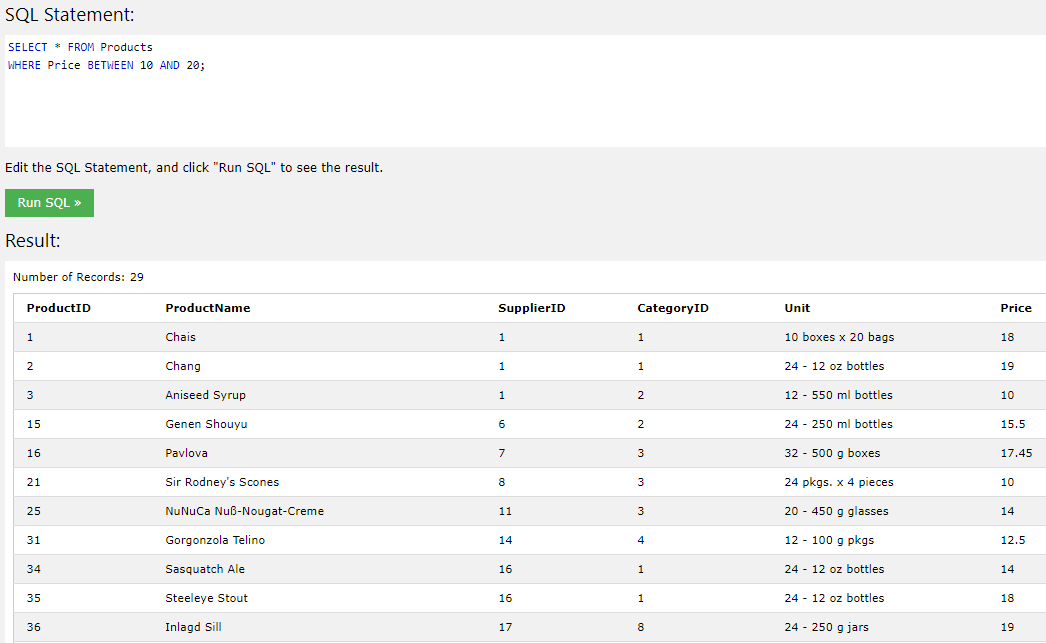 SQL Statement:
SELECT * FROM Products
WHERE Price BETWEEN 10 AND 20;
Edit the SQL Statement, and click "Run SQL" to see the result.
Run SQL »
Result:
Number of Records: 29
ProductID ProductName SupplierID CategoryID Unit Price
1 Chais 1 1 10 boxes x 20 bags 18
2 Chang 1 1 24 - 12 oz bottles 19
3 Aniseed Syrup 1 2 12 - 550 ml bottles 10
15 Genen Shouyu 6 2 24 - 250 ml bottles 15.5
16 Pavlova 7 3 32 - 500 g boxes 17.45
21 Sir Rodney's Scones 8 3 24 pkgs. x 4 pieces 10
25 NuNuCa Nuß-Nougat-Creme 11 3 20 - 450 g glasses 14
31 Gorgonzola Telino 14 4 12 - 100 g pkgs 12.5
34 Sasquatch Ale 16 1 24 - 12 oz bottles 14
35 Steeleye Stout 16 1 24 - 12 oz bottles 18
36 Inlagd Sill 17 8 24 - 250 g jars 19